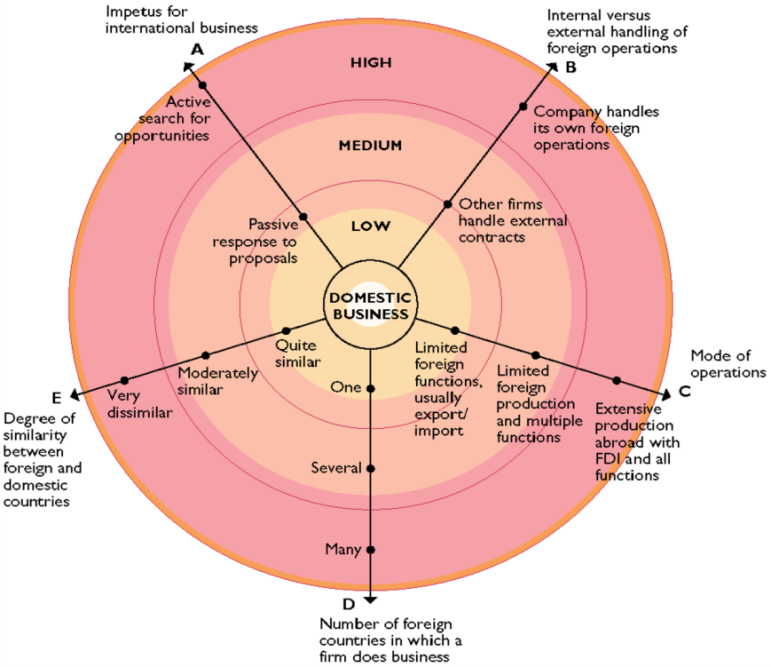 Impetus for
international business
A
Internal versus
external handling of
foreign operations
B
HIGH
Active
search for
opportunities
Company handles
its own foreign
operations
MEDIUM
Other firms
handle external
contracts
Passive
response to
proposals
LOW
DOMESTIC
BUSINESS
Quite
similar
Moderately
similar
Very
dissimilar
E
Degree of
similarity
between
foreign and
domestic
countries
Limited
foreign
functions,
usually
export/
import
Limited
foreign
production
and multiple
functions
Extensive
production
abroad with
FDI and all
functions
Mode of
operations
C
One
Several
Many
D
Number of foreign
countries in which a
firm does business